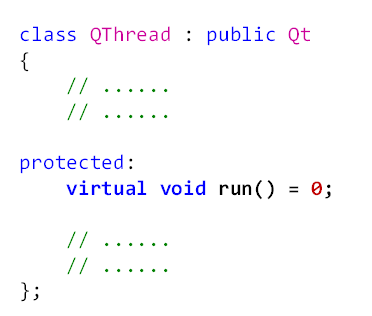 class QThread : public Qt
{
    // ......
    // ......
protected:
    virtual void run() = 0;
    // ......
    // ......
};